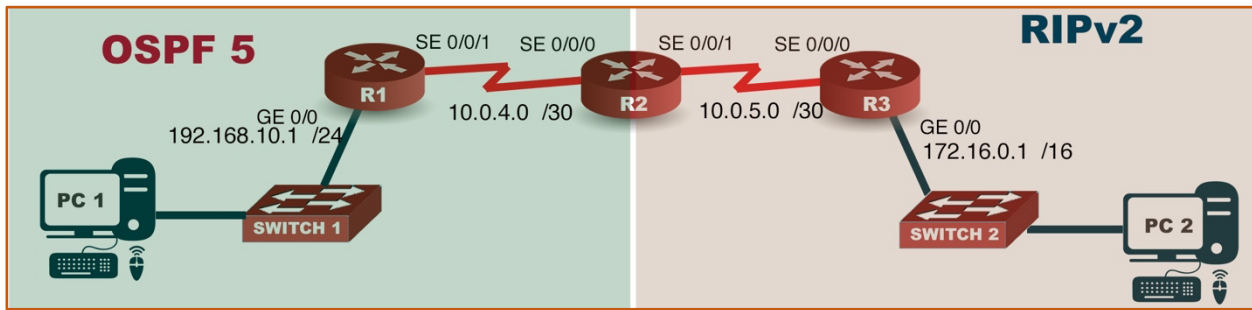 OSPF 5
RIPv2
SE 0/0/1
SE 0/0/0
SE 0/0/1
SE 0/0/0
R1
R2
R3
10.0.4.0 /30
10.0.5.0 /30
GE 0/0
192.168.10.1 /24
GE 0/0
172.16.0.1 /16
PC 1
SWITCH 1
SWITCH 2
PC 2